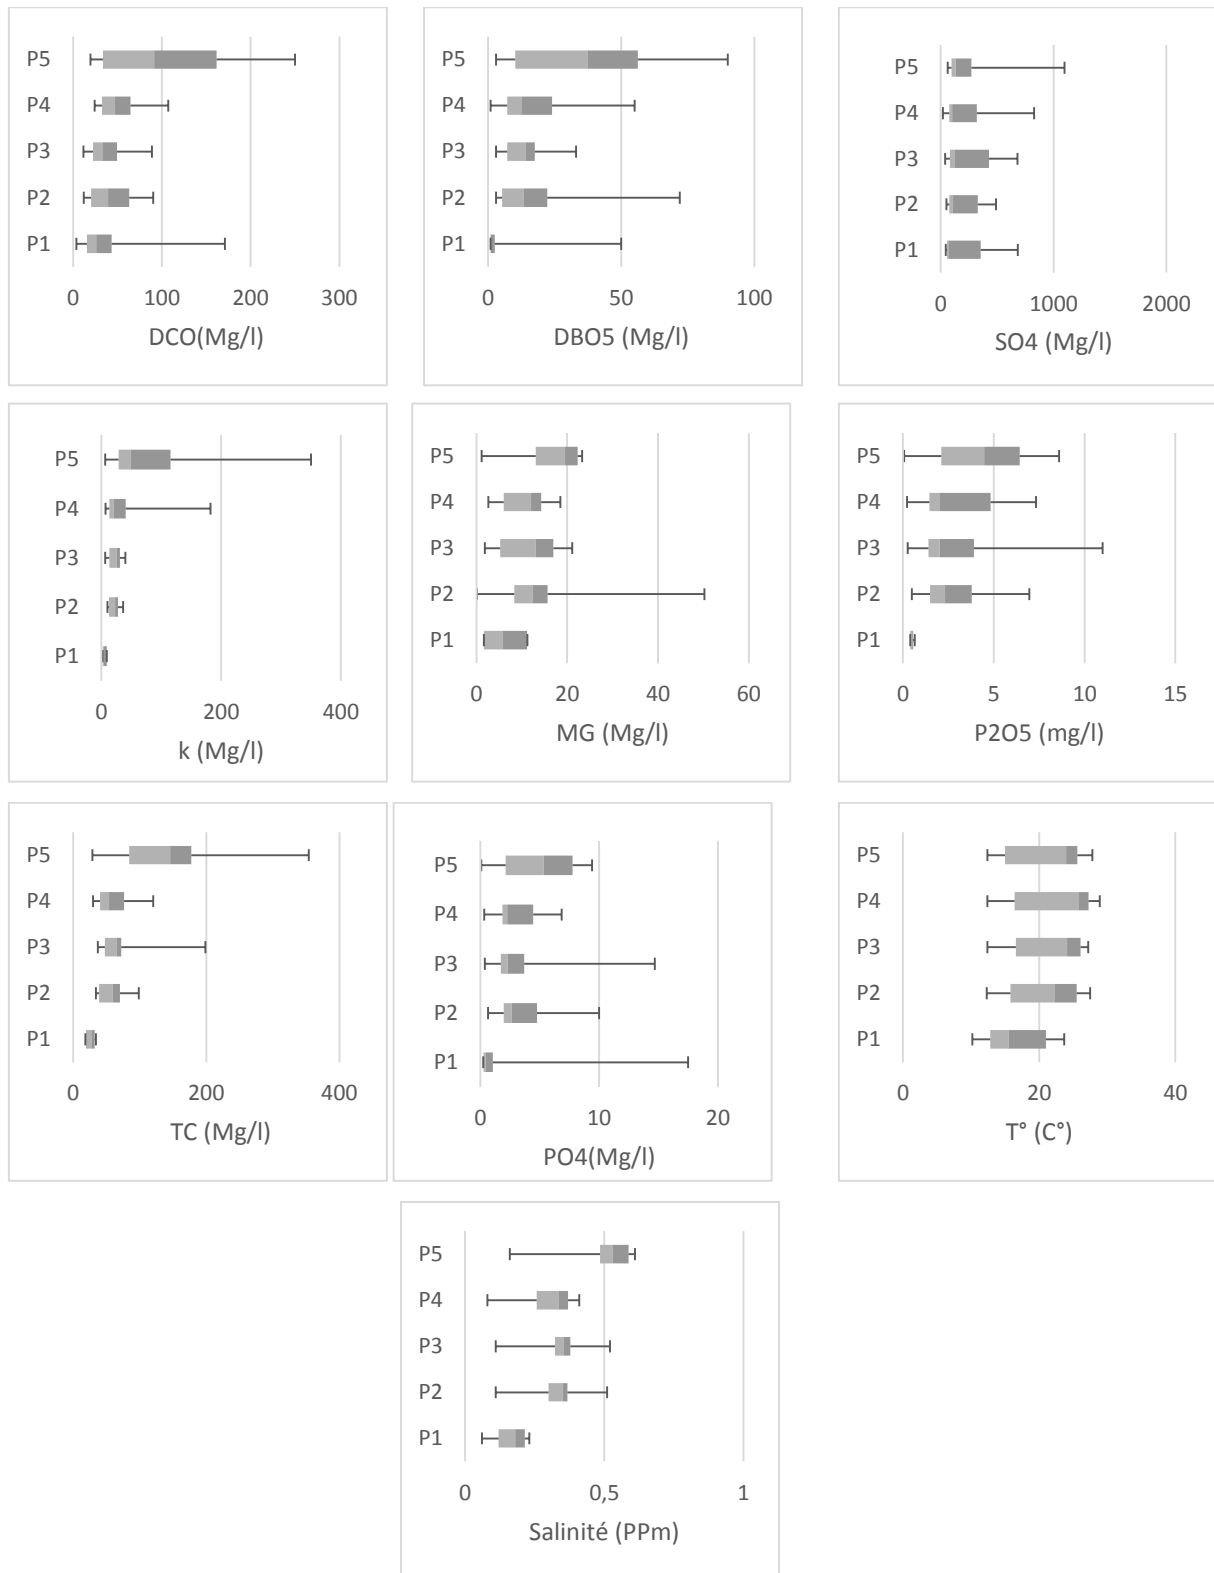 P5
P4
P3
P2
P1
0 100 200 300
DCO(Mg/l)
P5
P4
P3
P2
P1
0 50 100
DBO5 (Mg/l)
P5
P4
P3
P2
P1
0 1000 2000
SO4 (Mg/l)
P5
P4
P3
P2
P1
0 200 400
k (Mg/l)
P5
P4
P3
P2
P1
0 20 40 60
MG (Mg/l)
P5
P4
P3
P2
P1
0 5 10 15
P2O5 (mg/l)
P5
P4
P3
P2
P1
0 200 400
TC (Mg/l)
P5
P4
P3
P2
P1
0 10 20
PO4(Mg/l)
P5
P4
P3
P2
P1
0 20 40
T° (C°)
P5
P4
P3
P2
P1
0 0,5 1
Salinité (PPm)